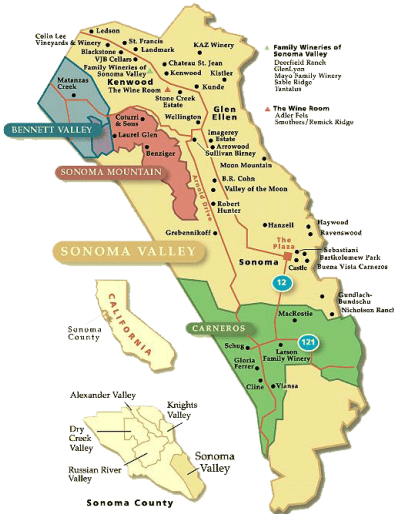 Colin Lee
Vineyards & Winery
Ledson
St. Francis
Landmark
Blackstone
VJB Cellars
Family Wineries of
Sonoma Valley
Kenwood
The Wine Room
Matanzas
Creek
KAZ Winery
Chateau St. Jean
Kenwood
Kistler
Kunde
Stone Creek
Estate
Family Wineries of
Sonoma Valley
Deerfield Ranch
GlenLyon
Mayo Family Winery
Sable Ridge
Tantalus
The Wine Room
Adler Fels
Smothers/Remick Ridge
Glen
Ellen
Wellington
Coturri
& Sons
Laurel Glen
Benziger
BENNETT VALLEY
SONOMA MOUNTAIN
Imagerey
Estate
Arrowood
Sullivan Birney
Moon Mountain
B.R. Cohn
Valley of the Moon
Arnold Drive
Robert
Hunter
Grebennikoff
Hanzell
Haywood
Ravenswood
The
Plaza
Sebastiani
Bartholomew Park
Buena Vista Carneros
Castle
Sonoma
SONOMA VALLEY
12
Gundlach-
Bundschu
Nicholson Ranch
MacRostie
CARNEROS
121
Schug
Larson
Family Winery
Gloria
Ferrer
Cline
Viansa
CALIFORNIA
Sonoma
County
Alexander Valley
Knights
Valley
Dry
Creek
Valley
Sonoma
Valley
Russian River
Valley
Sonoma County